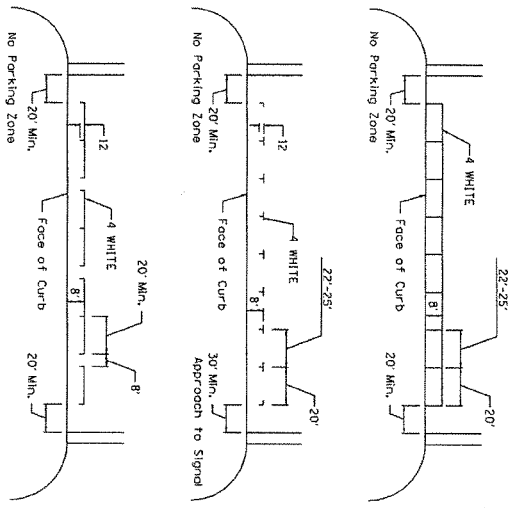 22'-25'
20'
4 WHITE
8'
20' Min.
Face of Curb
20' Min.
No Parking Zone
22'-25'
20'
4 WHITE
12
8'
20' Min.
Face of Curb
30' Min.
Approach to Signal
No Parking Zone
20' Min.
8'
4 WHITE
12
8'
20' Min.
Face of Curb
20' Min.
No Parking Zone